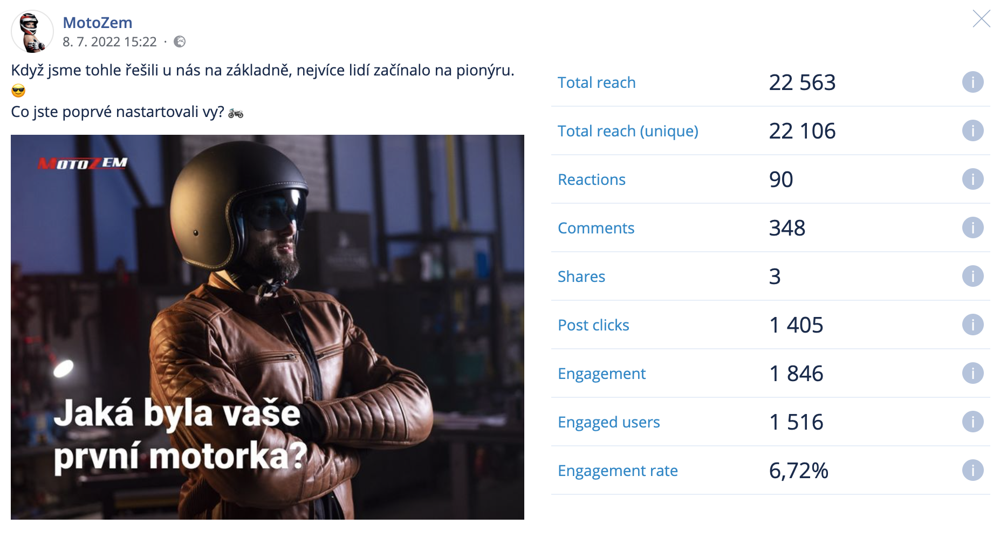 MotoZem
8. 7. 2022 15:22 ·
Když jsme tohle řešili u nás na základně, nejvíce lidí začínalo na pionýru.
😎
Co jste poprvé nastartovali vy? 🏍
MotoZem
Jaká byla vaše
první motorka?
Total reach 22 563
Total reach (unique) 22 106
Reactions 90
Comments 348
Shares 3
Post clicks 1 405
Engagement 1 846
Engaged users 1 516
Engagement rate 6,72%